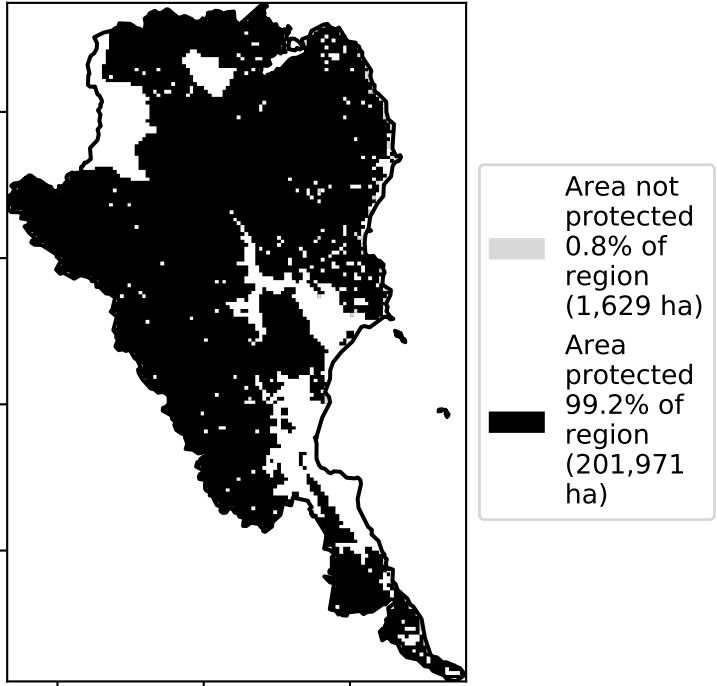 Area not
protected
0.8% of
region
(1,629 ha)
Area
protected
99.2% of
region
(201,971
ha)